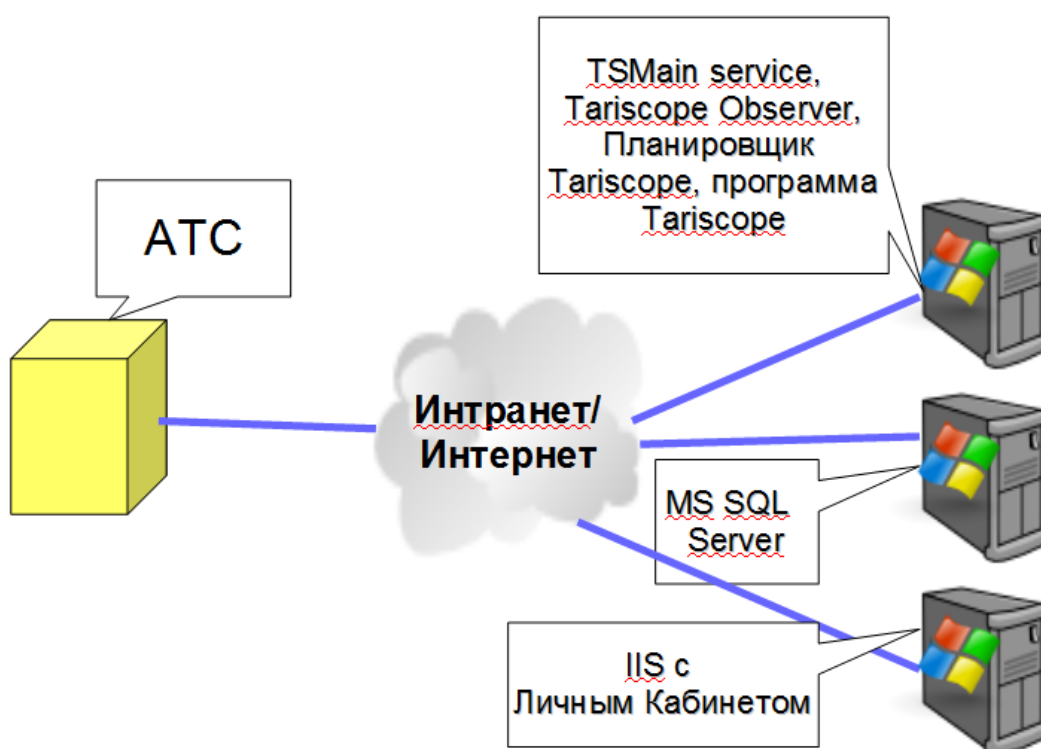 TSMain service,
Tariscope Observer,
Планировщик
Tariscope, программа
Tariscope
АТС
Интранет/
Интернет
MS SQL
Server
IIS с
Личным Кабинетом